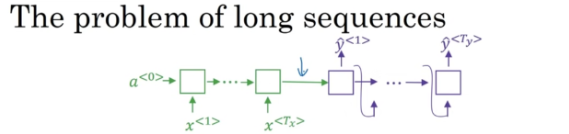 The problem of long sequences
ŷ<1> ŷ<Ty>
a<0>
x<1> x<Tx>